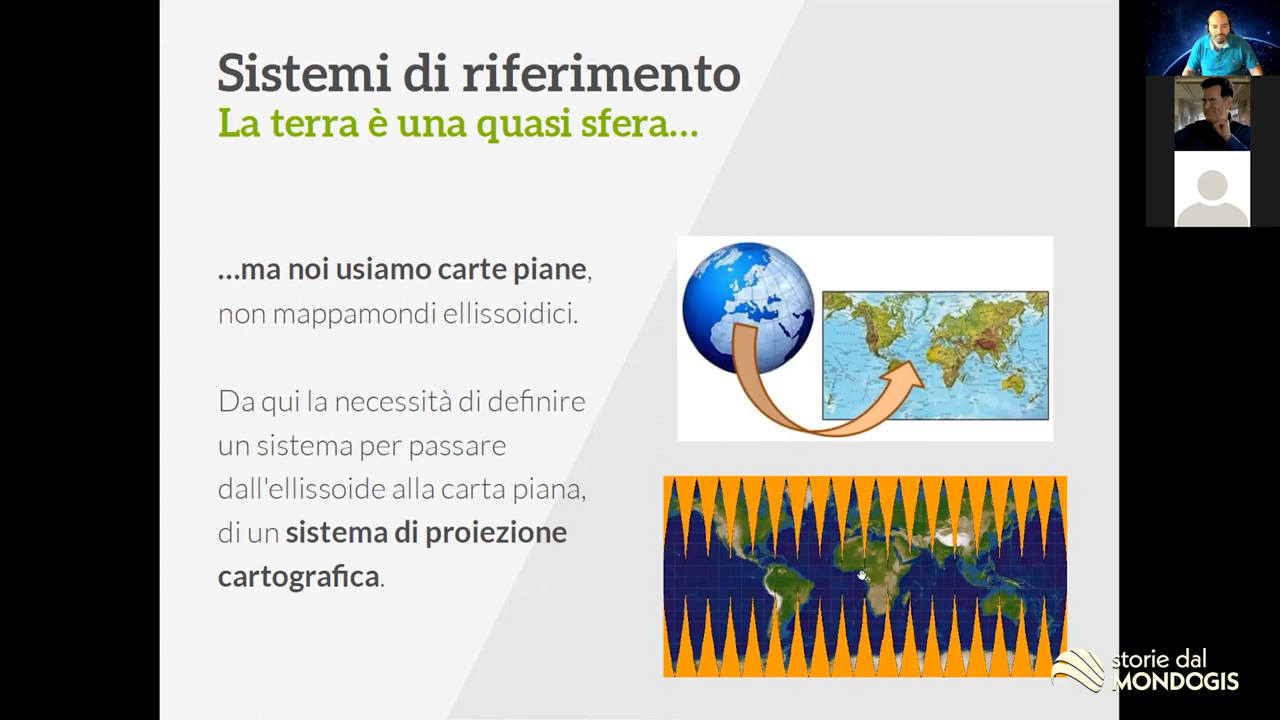 Sistemi di riferimento
La terra è una quasi sfera...
...ma noi usiamo carte piane,
non mappamondi ellissoidici.
Da qui la necessità di definire
un sistema per passare
dall'ellissoide alla carta piana,
di un sistema di proiezione
cartografica.
storie dal
MONDOGIS